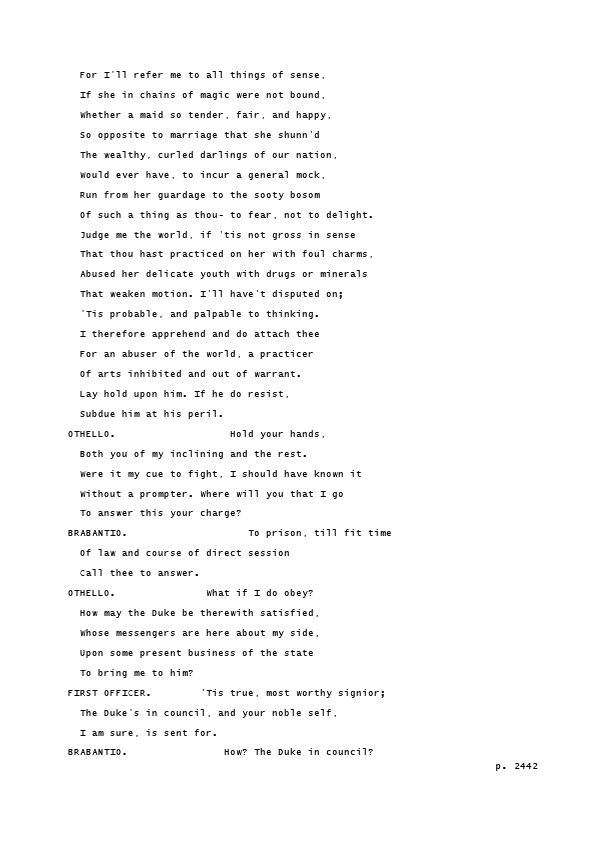 For I'll refer me to all things of sense,
If she in chains of magic were not bound,
Whether a maid so tender, fair, and happy,
So opposite to marriage that she shunn'd
The wealthy, curled darlings of our nation,
Would ever have, to incur a general mock,
Run from her guardage to the sooty bosom
Of such a thing as thou- to fear, not to delight.
Judge me the world, if 'tis not gross in sense
That thou hast practiced on her with foul charms,
Abused her delicate youth with drugs or minerals
That weaken motion. I'll have't disputed on;
'Tis probable, and palpable to thinking.
I therefore apprehend and do attach thee
For an abuser of the world, a practicer
Of arts inhibited and out of warrant.
Lay hold upon him. If he do resist,
Subdue him at his peril.
OTHELLO. Hold your hands,
Both you of my inclining and the rest.
Were it my cue to fight, I should have known it
Without a prompter. Where will you that I go
To answer this your charge?
BRABANTIO. To prison, till fit time
Of law and course of direct session
Call thee to answer.
OTHELLO. What if I do obey?
How may the Duke be therewith satisfied,
Whose messengers are here about my side,
Upon some present business of the state
To bring me to him?
FIRST OFFICER. 'Tis true, most worthy signior;
The Duke's in council, and your noble self,
I am sure, is sent for.
BRABANTIO. How? The Duke in council?
p. 2442